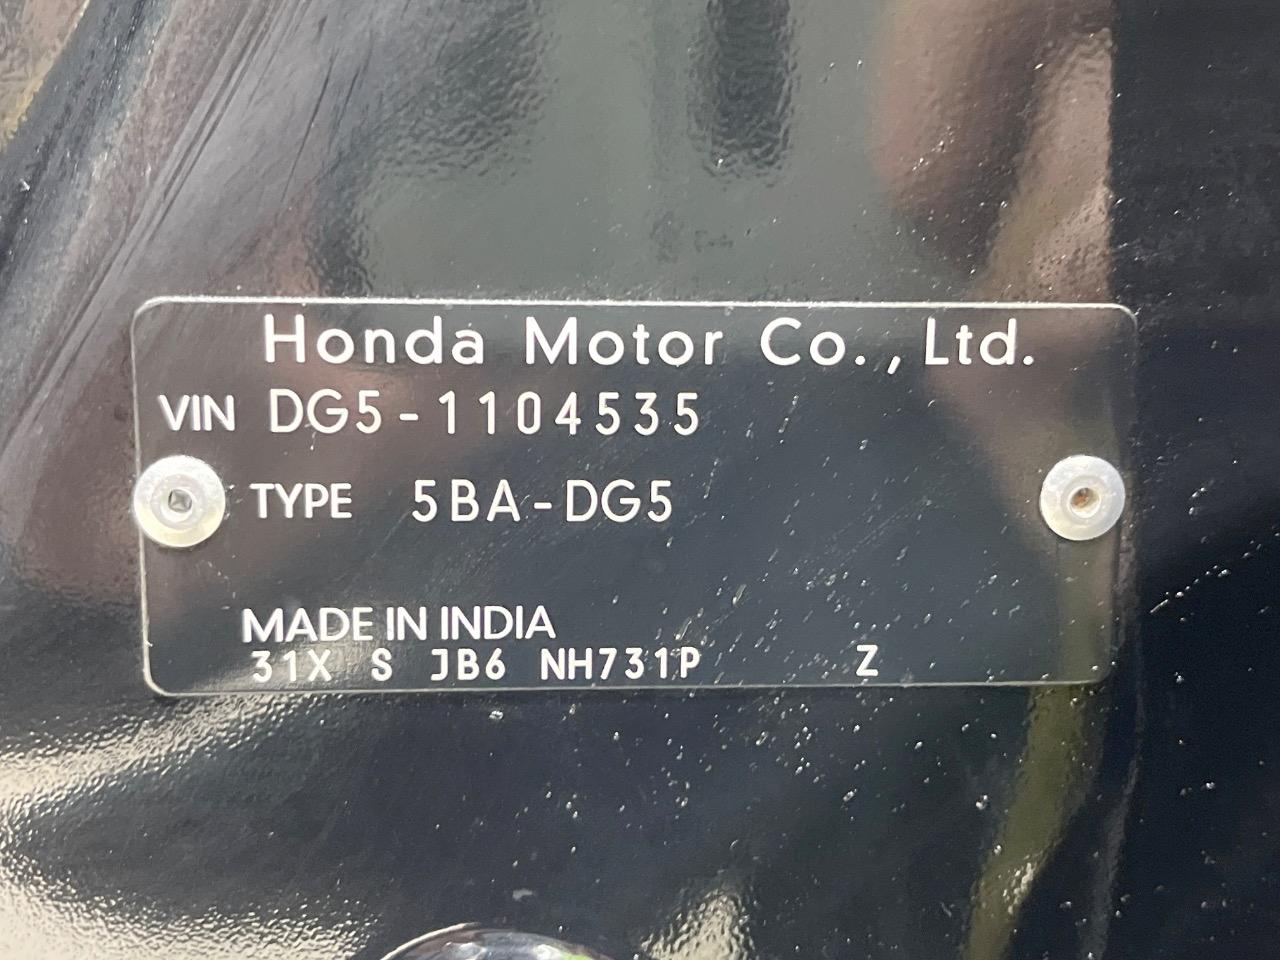 Honda Motor Co., Ltd.
VIN DG5-1104535
TYPE 5BA-DG5
MADE IN INDIA
31X S JB6 NH731P Z